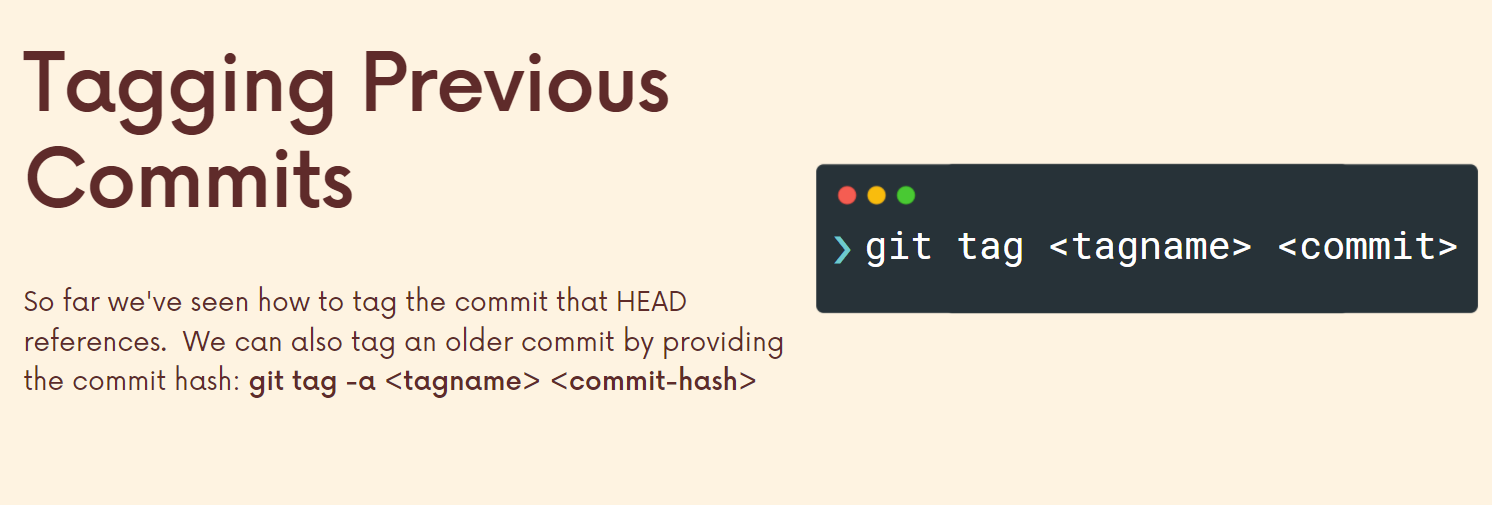 Tagging Previous
Commits
So far we've seen how to tag the commit that HEAD
references.  We can also tag an older commit by providing
the commit hash: git tag -a <tagname> <commit-hash>
❯ git tag <tagname> <commit>